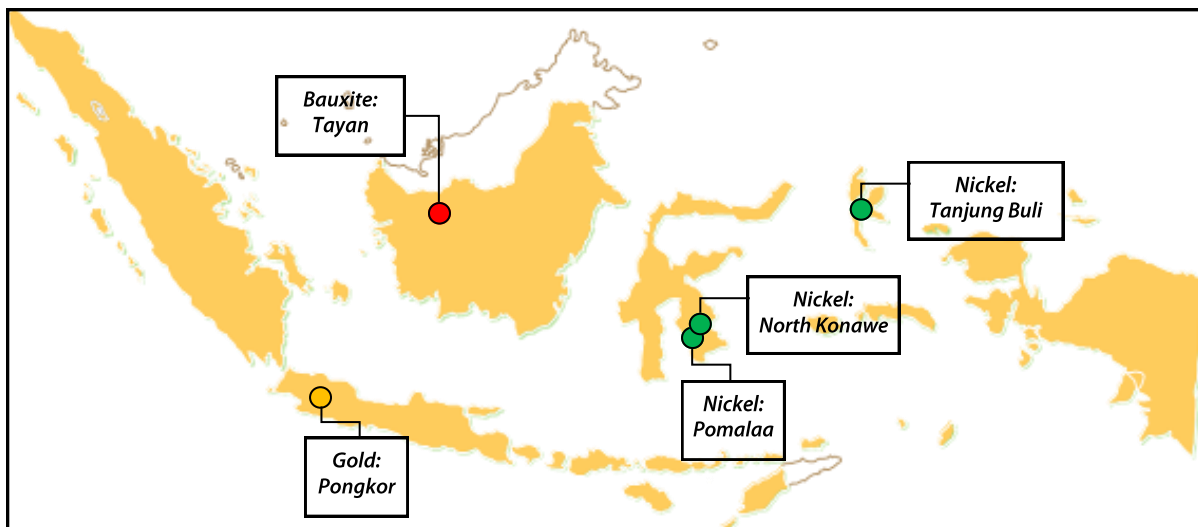 Bauxite:
Tayan
Nickel:
Tanjung Buli
Nickel:
North Konawe
Nickel:
Pomalaa
Gold:
Pongkor